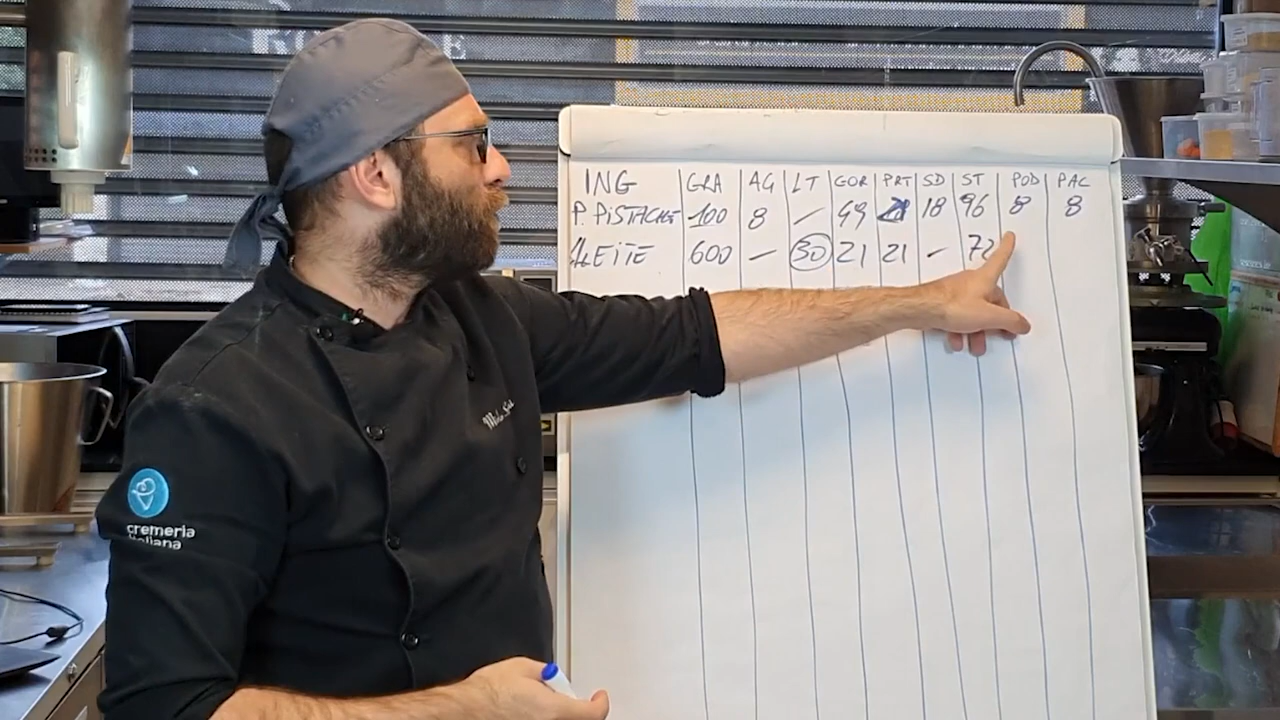 ING GRA AG LT GOR PRT SD ST POD PAC
P. PISTACHE 100 8 — 49 21 18 96 8 8
LEITE 600 — 30 21 21 — 72
cremeria
italiana